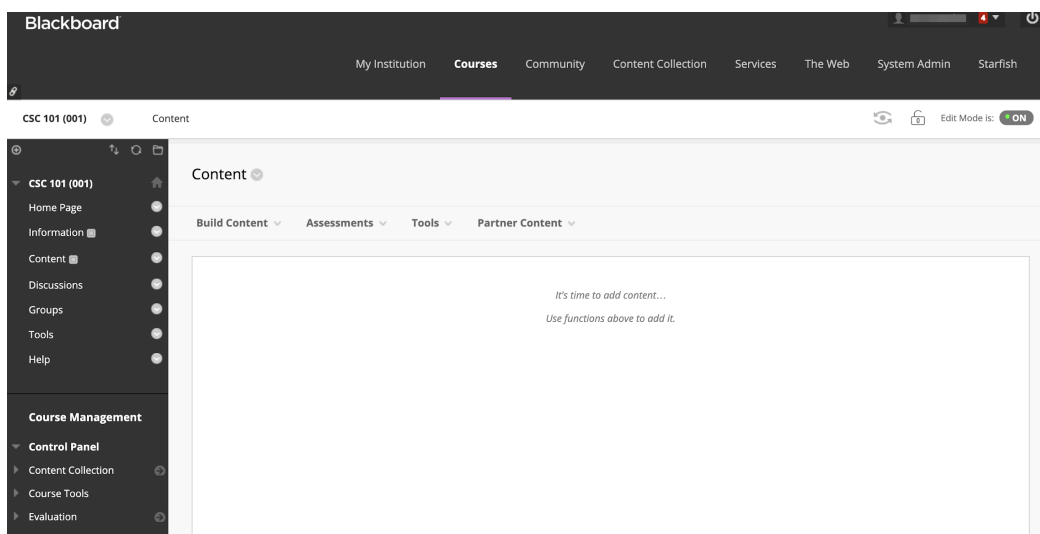 Blackboard
4
My Institution Courses Community Content Collection Services The Web System Admin Starfish
CSC 101 (001) Content Edit Mode is: ON
CSC 101 (001)
Home Page
Information
Content
Discussions
Groups
Tools
Help
Course Management
Control Panel
Content Collection
Course Tools
Evaluation
Content
Build Content Assessments Tools Partner Content
It's time to add content...
Use functions above to add it.